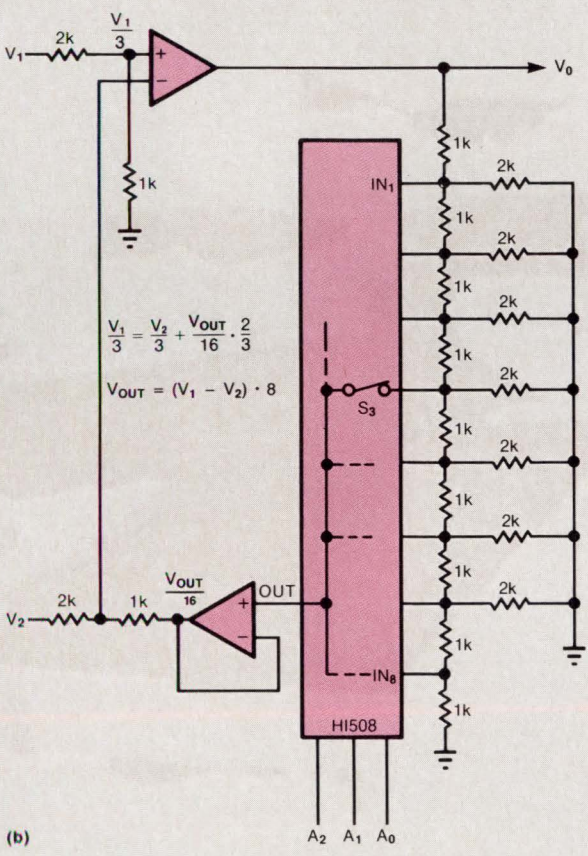 V₁
2k
V₁/3
+
−
V₀
1k
1k
IN₁
2k
1k
2k
1k
2k
1k
S₃
2k
1k
2k
1k
2k
1k
2k
1k
IN₈
1k
V₁/3 = V₂/3 + VOUT/16 · 2/3
VOUT = (V₁ − V₂) · 8
V₂
2k
1k
VOUT/16
+
−
OUT
HI508
A₂ A₁ A₀
(b)